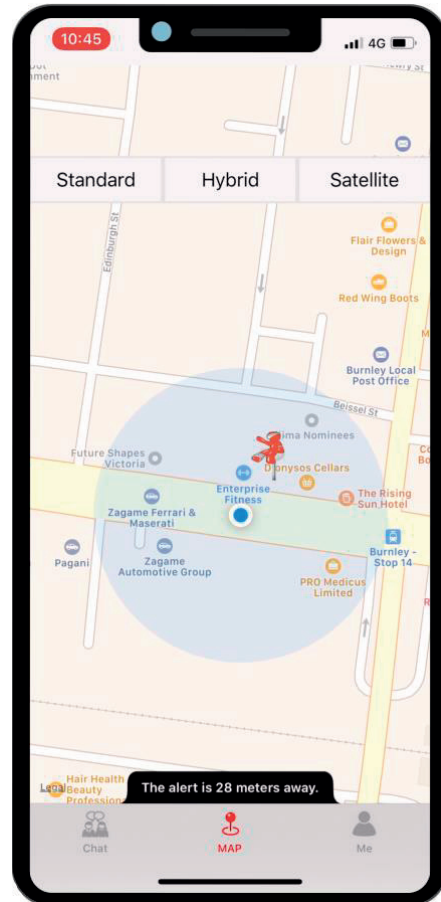 10:45
4G
Standard
Hybrid
Satellite
Edinburgh St
Flair Flowers &
Design
Red Wing Boots
Burnley Local
Post Office
Beissel St
Nominees
Future Shapes
Victoria
Dionysos Cellars
Enterprise
Fitness
The Rising
Sun Hotel
Zagame Ferrari &
Maserati
Burnley -
Stop 14
Pagani
Zagame
Automotive Group
PRO Medicus
Limited
Hair Health
Beauty
Legal
The alert is 28 meters away.
Chat
MAP
Me